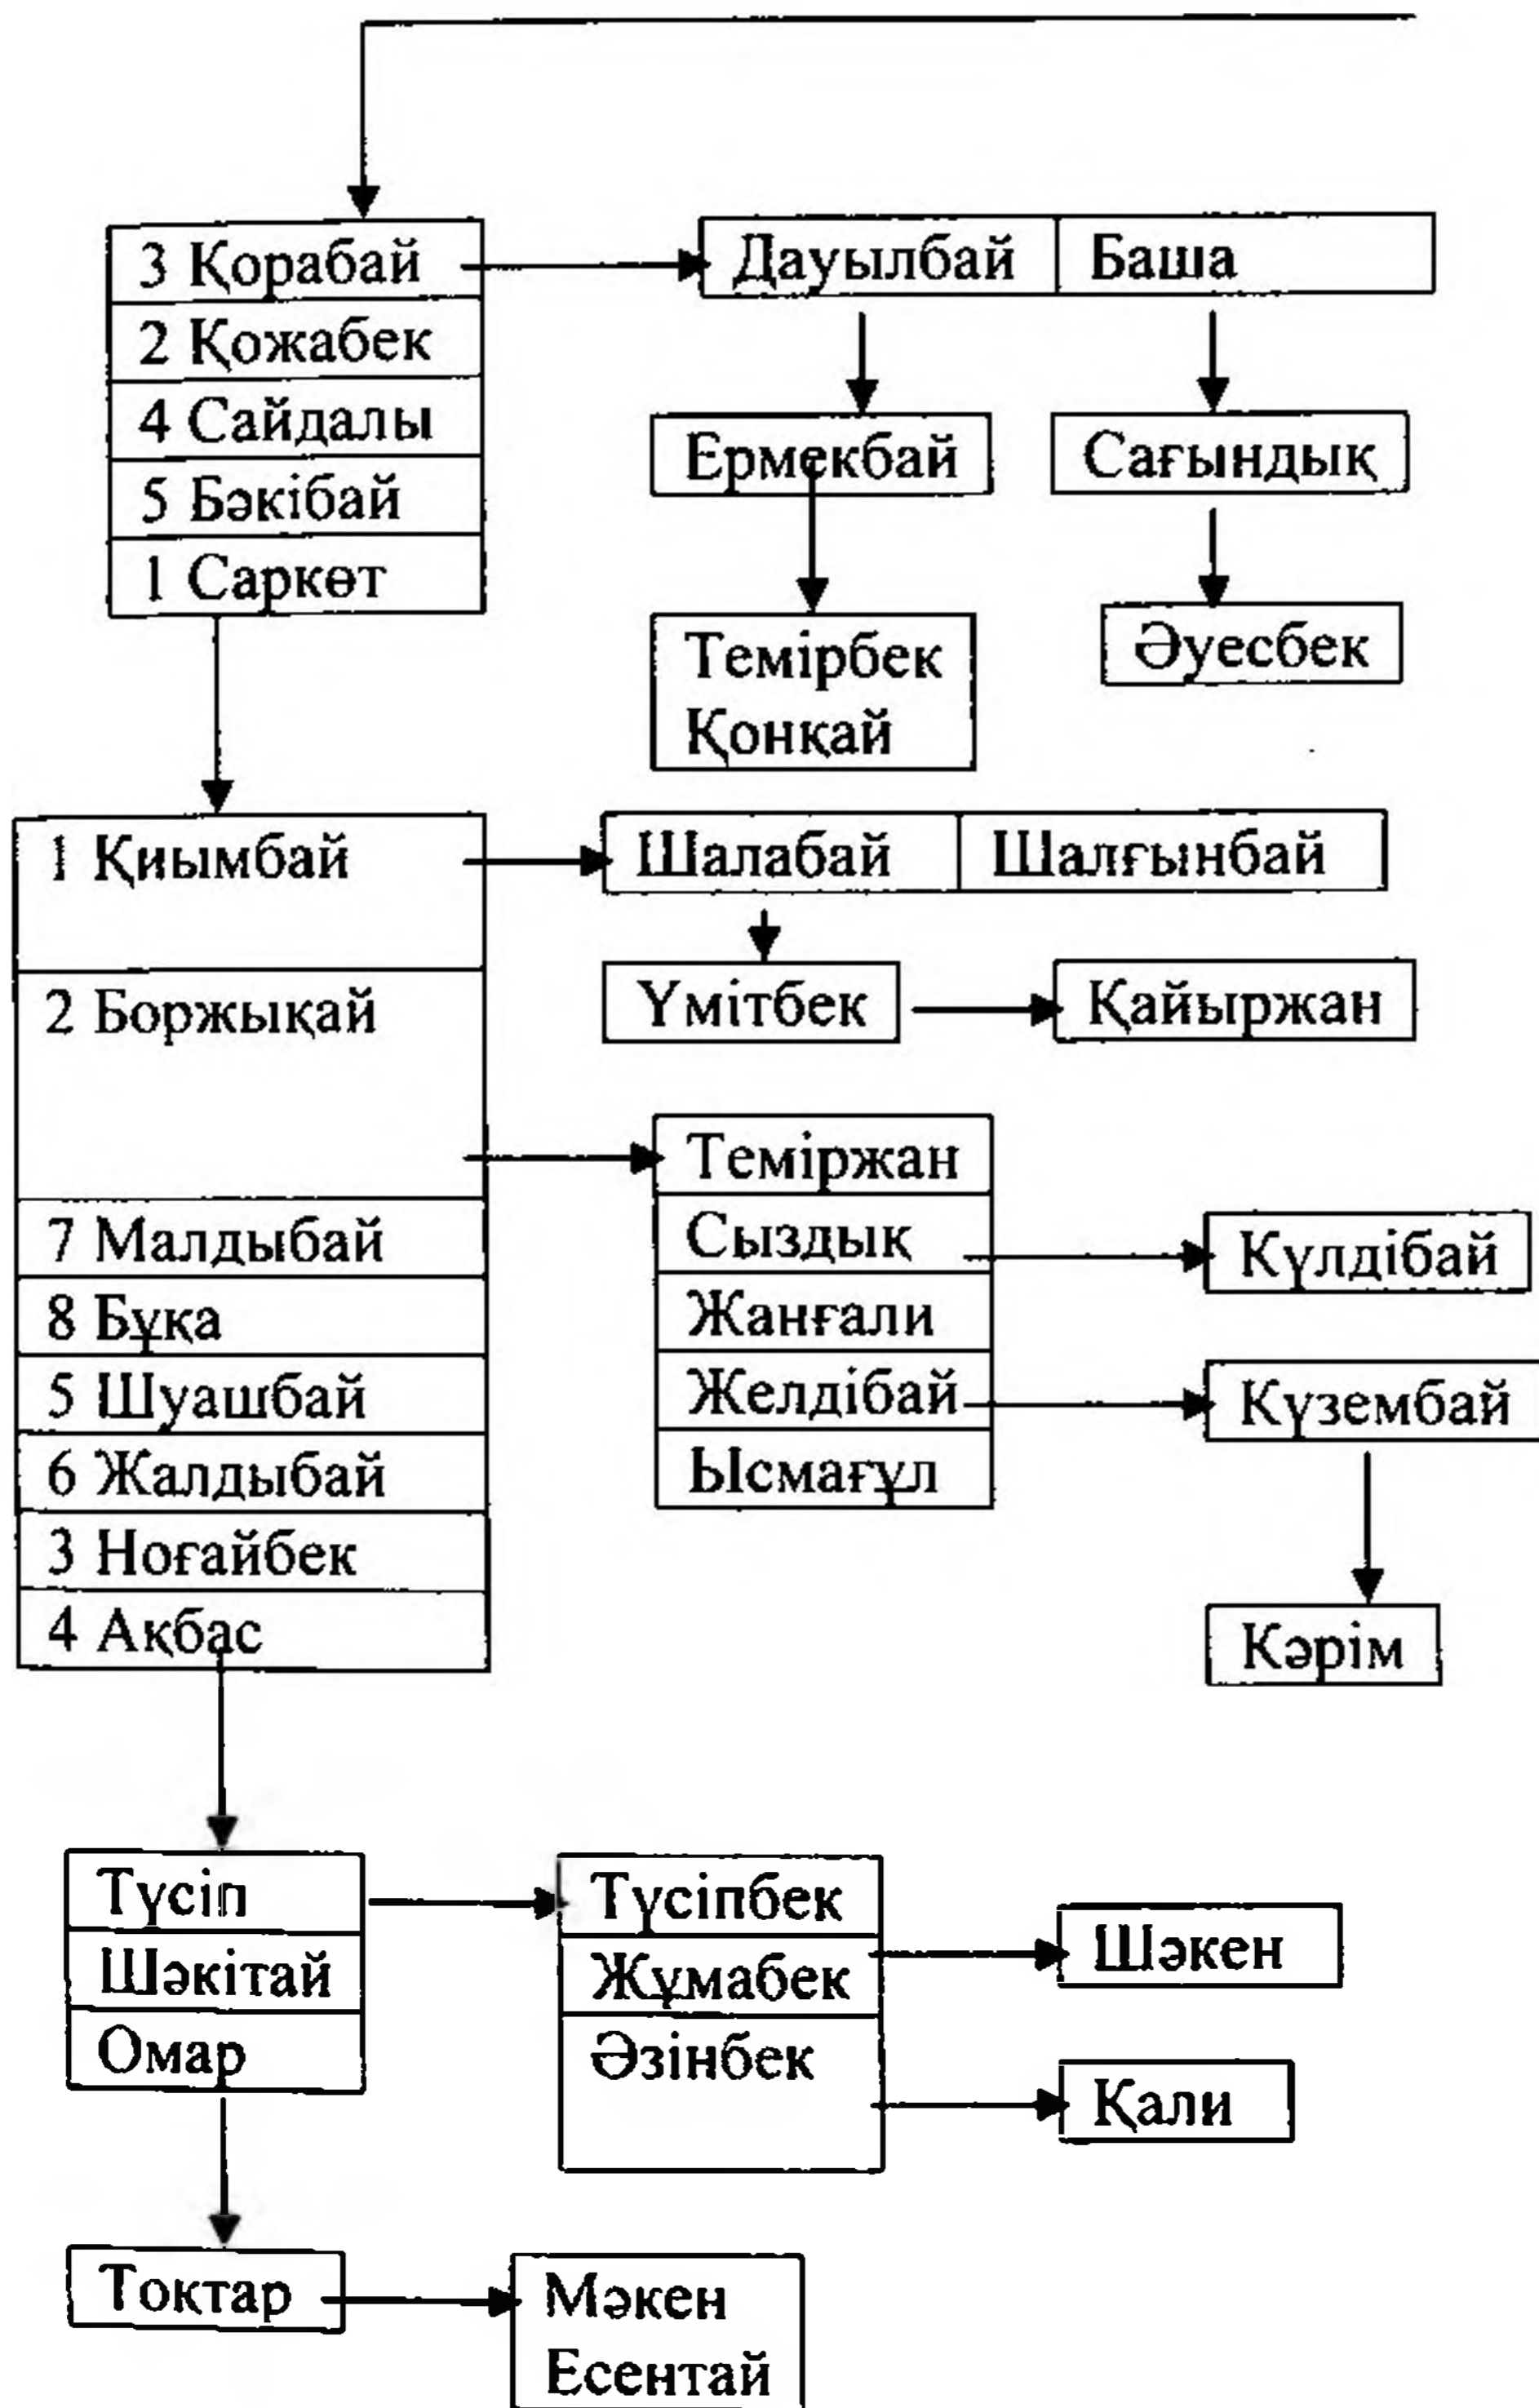 3 Қорабай
2 Қожабек
4 Сайдалы
5 Бәкібай
1 Саркөт
Дауылбай Баша
Ермекбай
Сағындық
Темірбек
Қонқай
Әуесбек
1 Қиымбай
2 Боржықай
7 Малдыбай
8 Бұқа
5 Шуашбай
6 Жалдыбай
3 Ноғайбек
4 Ақбас
Шалабай Шалғынбай
Үмітбек
Қайыржан
Теміржан
Сыздық
Жанғали
Желдібай
Ысмағұл
Күлдібай
Күзембай
Кәрім
Түсіп
Шәкітай
Омар
Түсіпбек
Жұмабек
Әзінбек
Шәкен
Қали
Тоқтар
Мәкен
Есентай